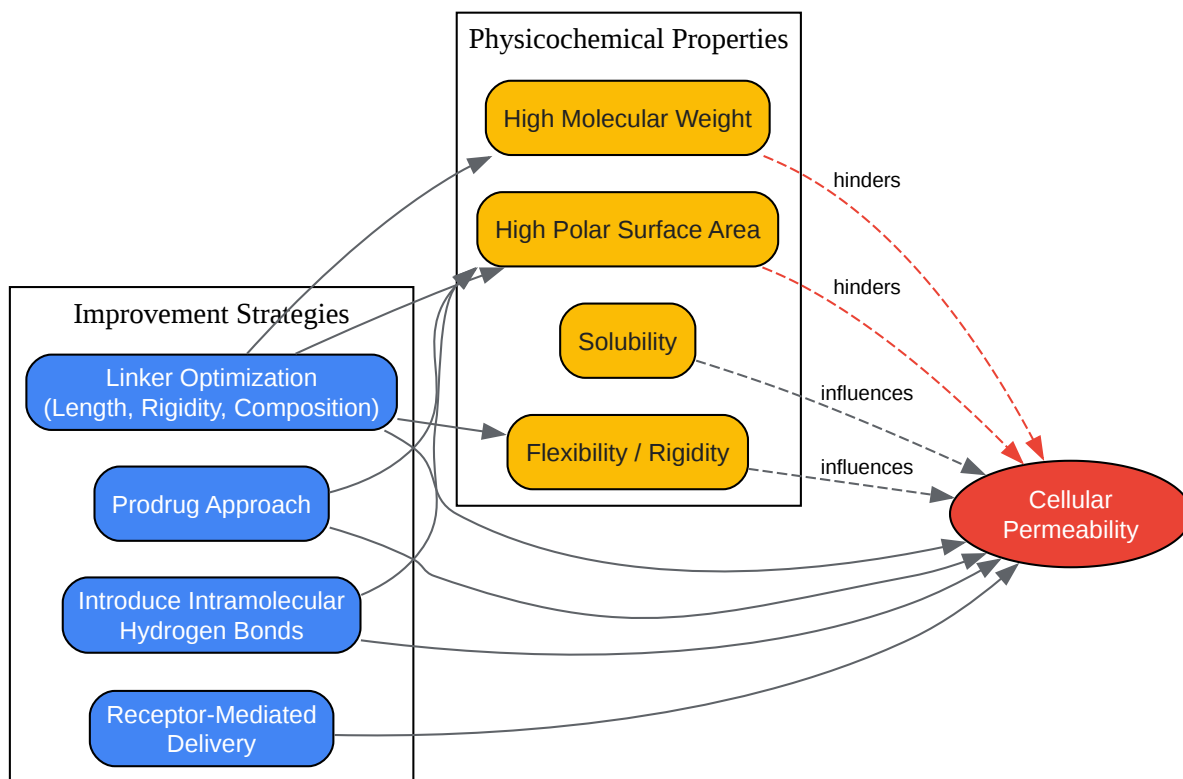 Physicochemical Properties
High Molecular Weight
hinders
High Polar Surface Area
hinders
Improvement Strategies
Solubility
Linker Optimization
(Length, Rigidity, Composition)
influences
Flexibility / Rigidity
influences
Prodrug Approach
Cellular
Permeability
Introduce Intramolecular
Hydrogen Bonds
Receptor-Mediated
Delivery